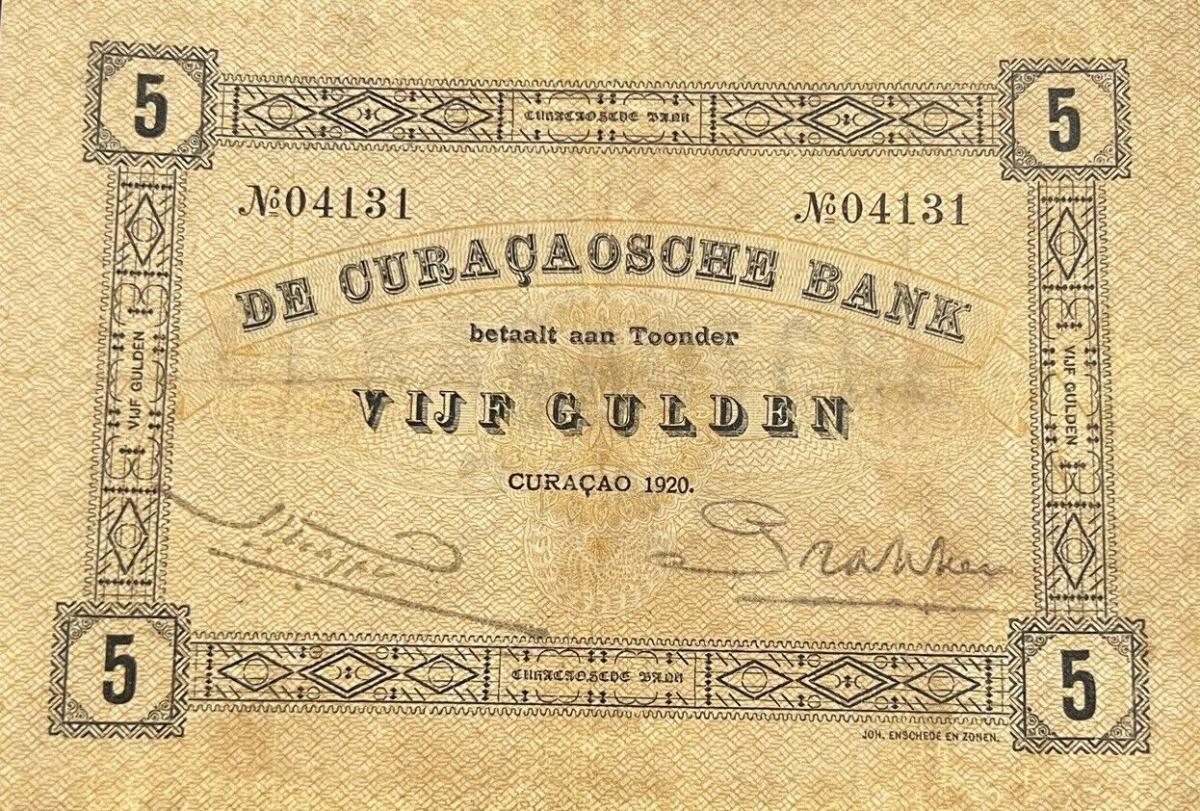 5 CURAÇAOSCHE BANK 5
№04131 №04131
DE CURAÇAOSCHE BANK
betaalt aan Toonder
VIJF GULDEN
VIJF GULDEN
VIJF GULDEN
CURAÇAO 1920.
5 CURAÇAOSCHE BANK 5
JOH. ENSCHEDÉ EN ZONEN.